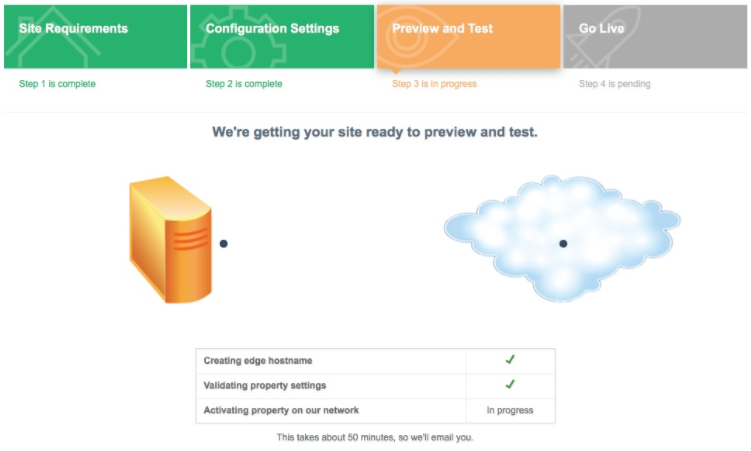 Site Requirements
Configuration Settings
Preview and Test
Go Live
Step 1 is complete
Step 2 is complete
Step 3 is in progress
Step 4 is pending
We're getting your site ready to preview and test.
Creating edge hostname
Validating property settings
Activating property on our network In progress
This takes about 50 minutes, so we'll email you.